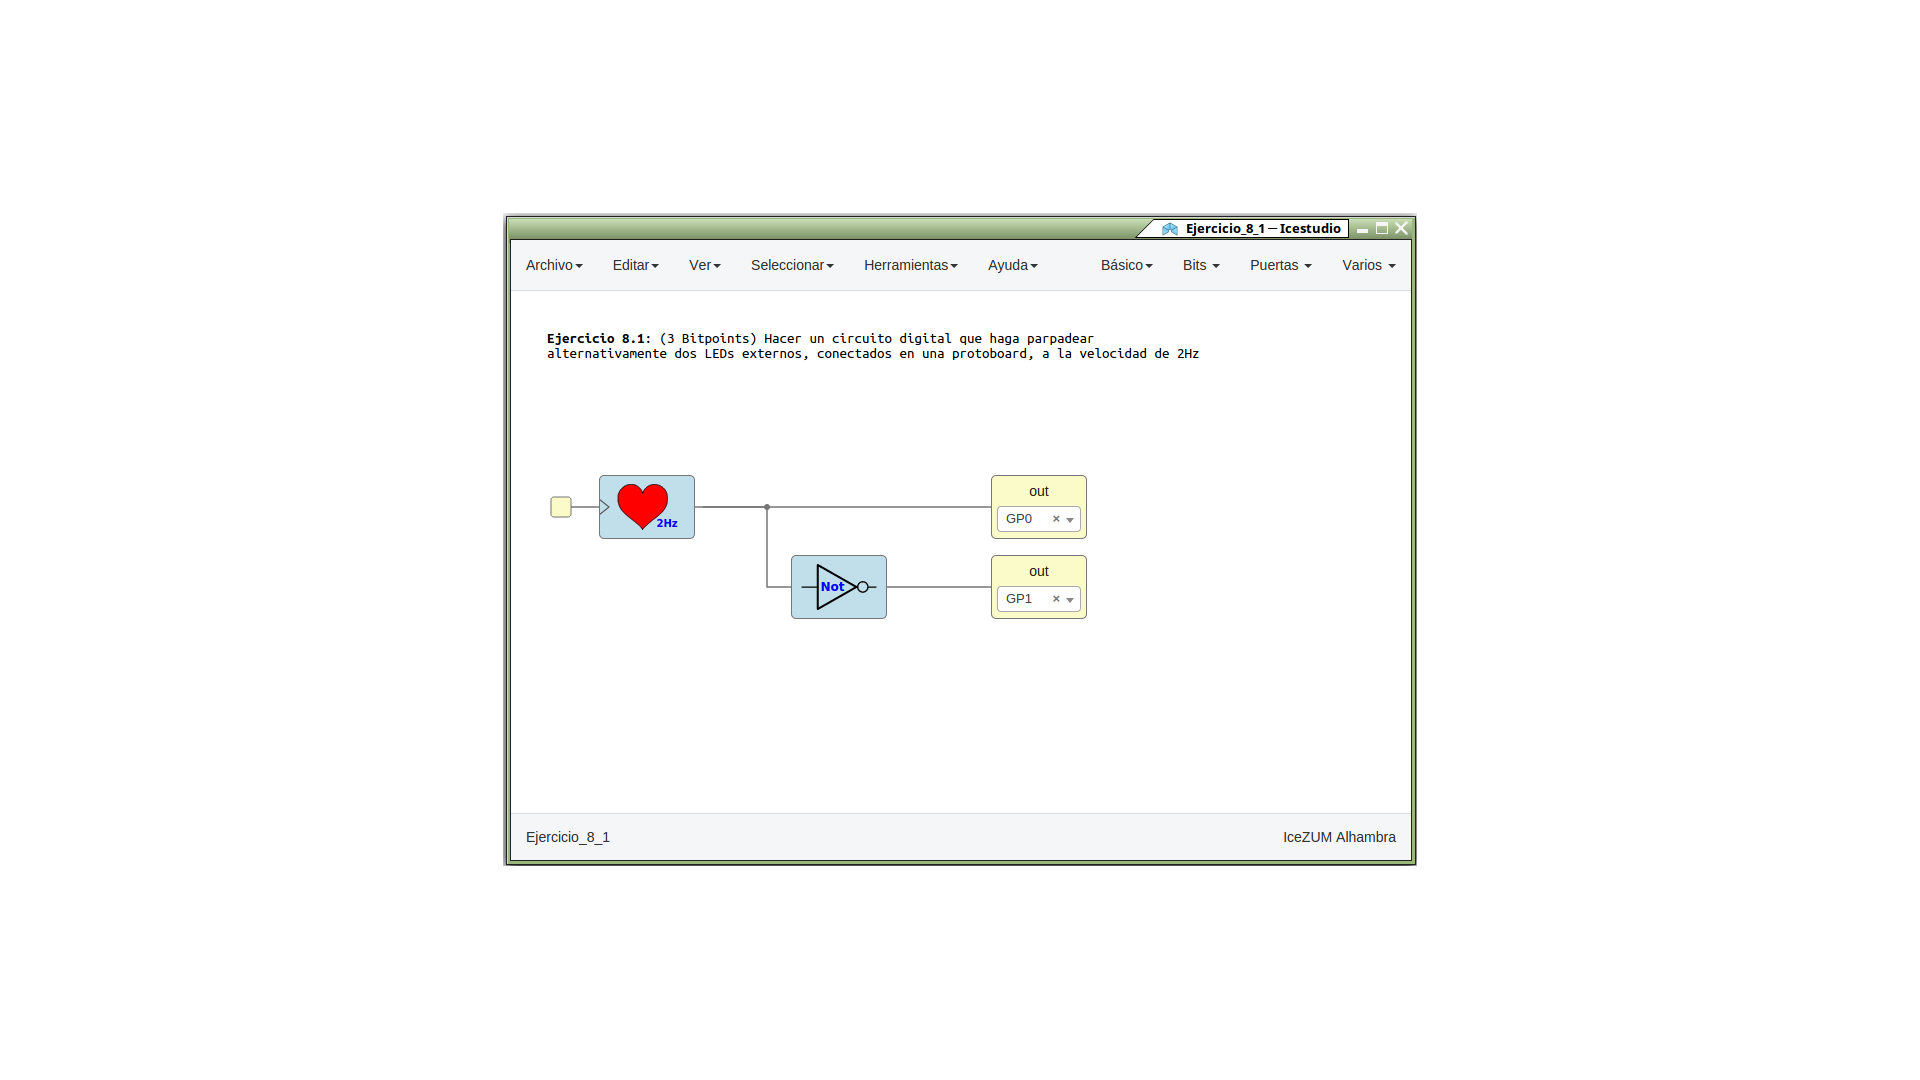 Ejercicio_8_1 — Icestudio
Archivo Editar Ver Seleccionar Herramientas Ayuda Básico Bits Puertas Varios
Ejercicio 8.1: (3 Bitpoints) Hacer un circuito digital que haga parpadear
alternativamente dos LEDs externos, conectados en una protoboard, a la velocidad de 2Hz
2Hz
out
GP0
Not
out
GP1
Ejercicio_8_1 IceZUM Alhambra